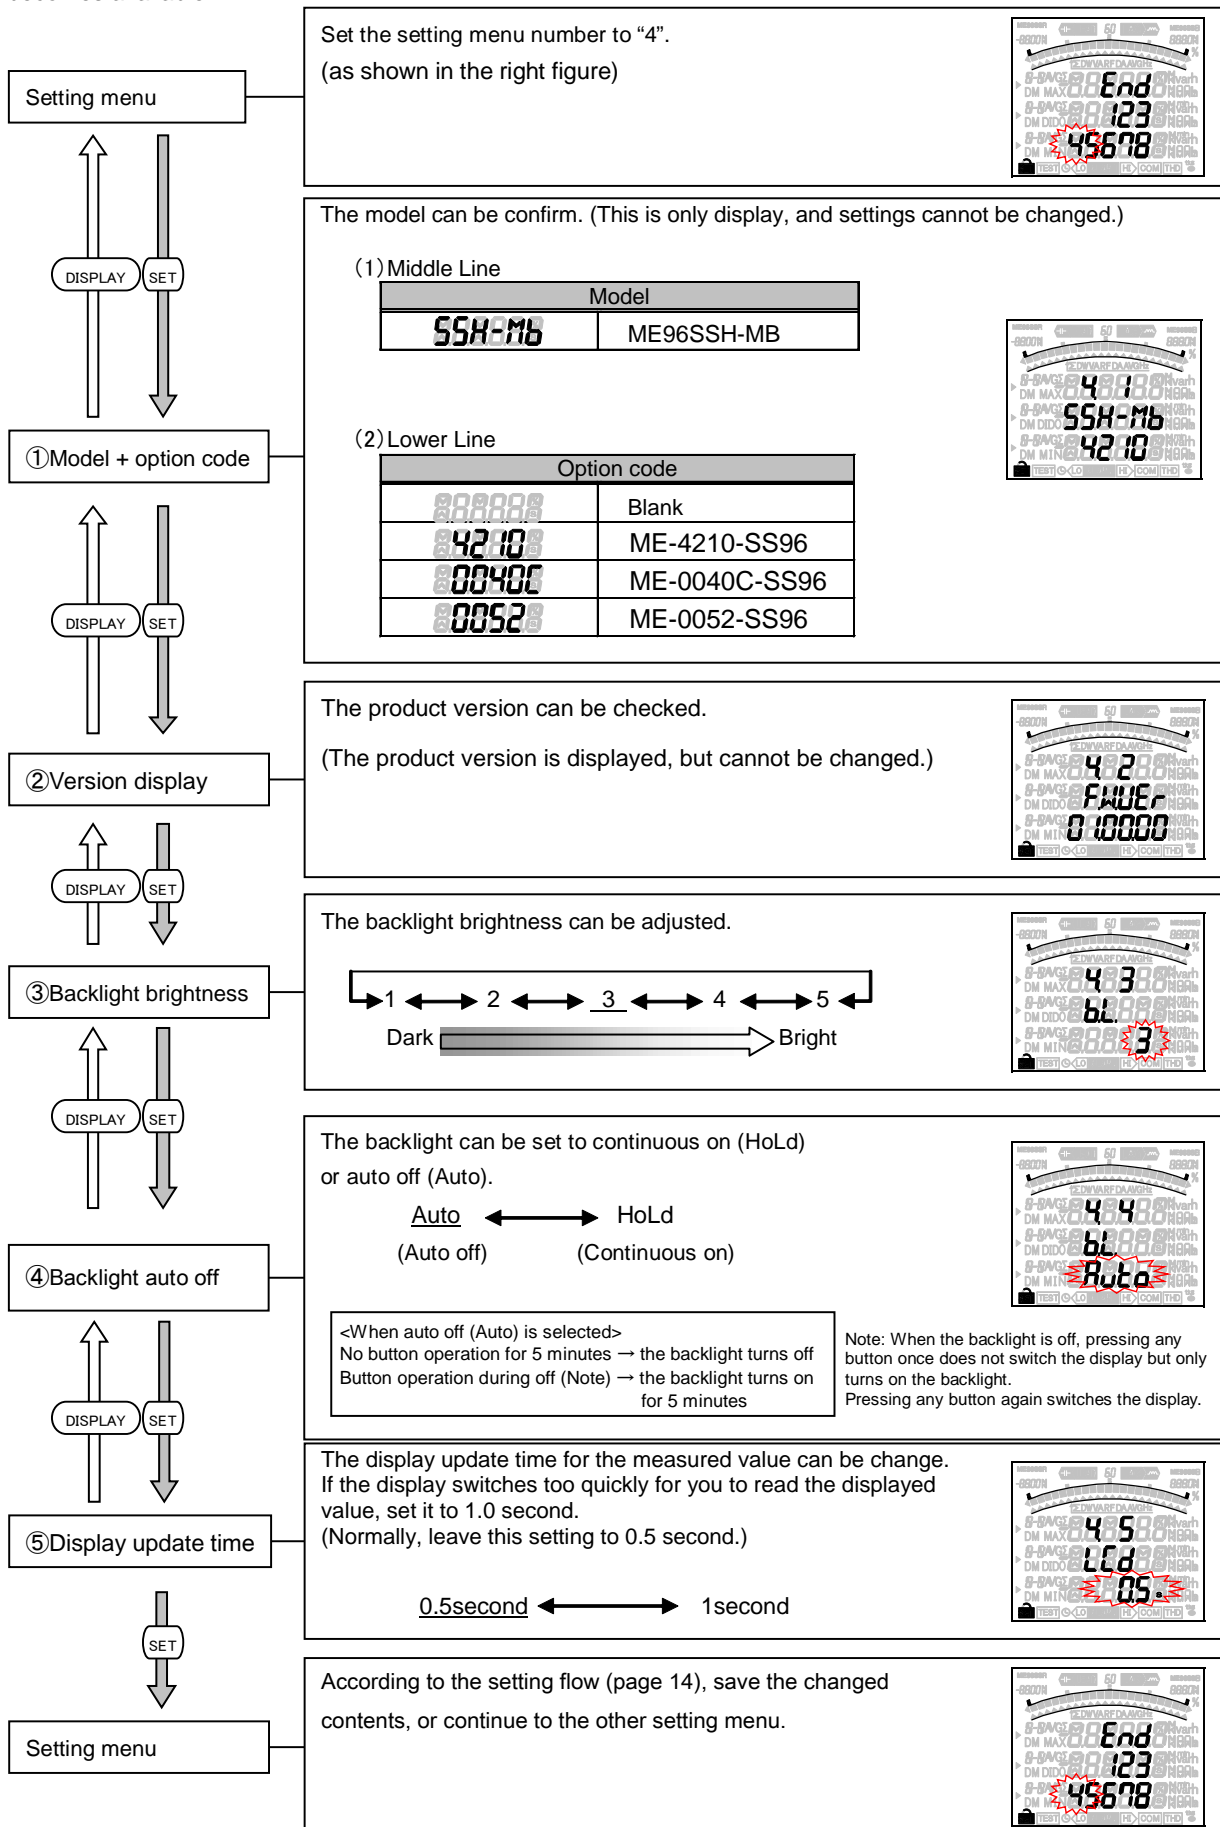 Set the setting menu number to “4”.
(as shown in the right figure)
Setting menu
End
123
45678
DISPLAY
SET
The model can be confirm. (This is only display, and settings cannot be changed.)
(1)Middle Line
Model
SSH-Mb
ME96SSH-MB
(2)Lower Line
Option code
Blank
4210
ME-4210-SS96
0040C
ME-0040C-SS96
0052
ME-0052-SS96
4. 1
SSH-Mb
4210
①Model + option code
DISPLAY
SET
The product version can be checked.
(The product version is displayed, but cannot be changed.)
4. 2
F.W.VEr
01.00.00
②Version display
DISPLAY
SET
The backlight brightness can be adjusted.
1 2 3 4 5
Dark Bright
4. 3
b.L.
3
③Backlight brightness
DISPLAY
SET
The backlight can be set to continuous on (HoLd)
or auto off (Auto).
Auto HoLd
(Auto off) (Continuous on)
4. 4
b.L.
Auto
④Backlight auto off
<When auto off (Auto) is selected>
No button operation for 5 minutes → the backlight turns off
Button operation during off (Note) → the backlight turns on
for 5 minutes
Note: When the backlight is off, pressing any
button once does not switch the display but only
turns on the backlight.
Pressing any button again switches the display.
DISPLAY
SET
The display update time for the measured value can be change.
If the display switches too quickly for you to read the displayed
value, set it to 1.0 second.
(Normally, leave this setting to 0.5 second.)
0.5second 1second
4. 5
LCd
0.5 s
⑤Display update time
SET
According to the setting flow (page 14), save the changed
contents, or continue to the other setting menu.
Setting menu
End
123
45678